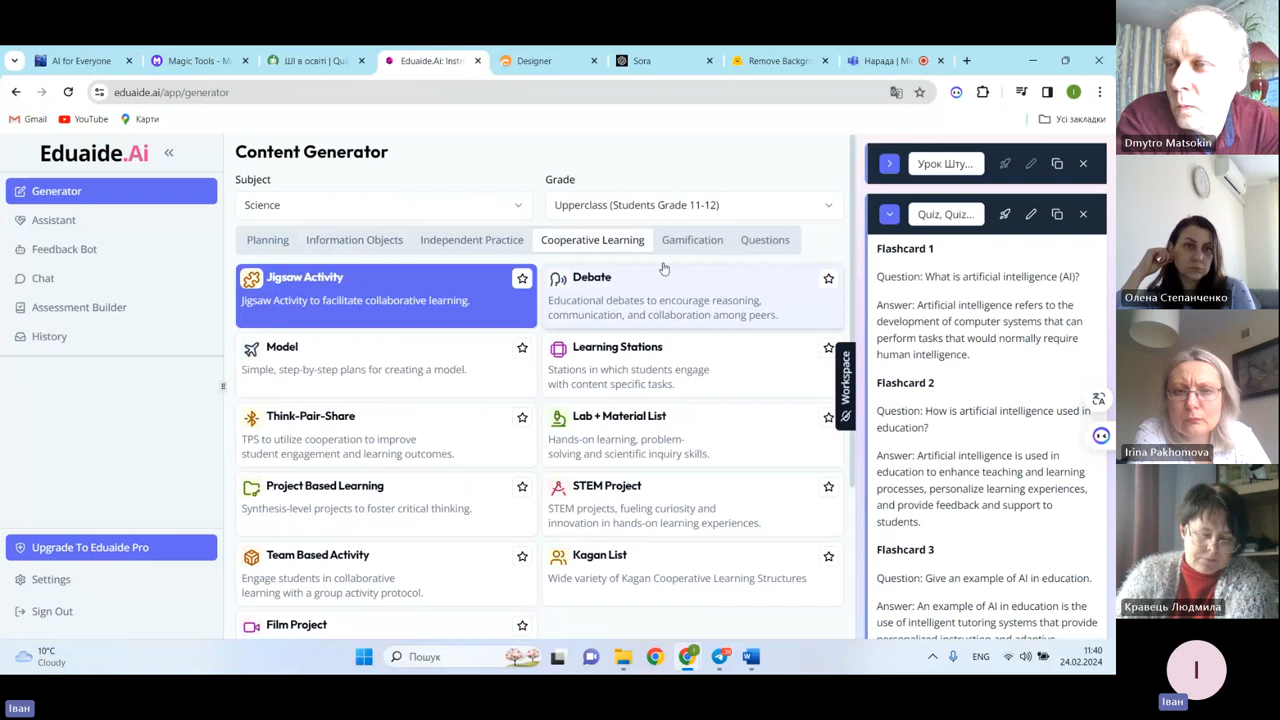 AI for Everyone
Magic Tools - M
ШІ в освіті | Qui
Eduaide.Ai: Instr
Designer
Sora
Remove Backgr
Нарада | Mi
eduaide.ai/app/generator
Gmail
YouTube
Карти
Усі закладки
Eduaide.Ai
Generator
Assistant
Feedback Bot
Chat
Assessment Builder
History
Upgrade To Eduaide Pro
Settings
Sign Out
Content Generator
Subject
Grade
Science
Upperclass (Students Grade 11-12)
Planning
Information Objects
Independent Practice
Cooperative Learning
Gamification
Questions
Jigsaw Activity
Jigsaw Activity to facilitate collaborative learning.
Debate
Educational debates to encourage reasoning,
communication, and collaboration among peers.
Model
Simple, step-by-step plans for creating a model.
Learning Stations
Stations in which students engage
with content specific tasks.
Think-Pair-Share
TPS to utilize cooperation to improve
student engagement and learning outcomes.
Lab + Material List
Hands-on learning, problem-
solving and scientific inquiry skills.
Project Based Learning
Synthesis-level projects to foster critical thinking.
STEM Project
STEM projects, fueling curiosity and
innovation in hands-on learning experiences.
Team Based Activity
Engage students in collaborative
learning with a group activity protocol.
Kagan List
Wide variety of Kagan Cooperative Learning Structures
Film Project
Workspace
Урок Шту...
Quiz, Quiz...
Flashcard 1
Question: What is artificial intelligence (AI)?
Answer: Artificial intelligence refers to the
development of computer systems that can
perform tasks that would normally require
human intelligence.
Flashcard 2
Question: How is artificial intelligence used in
education?
Answer: Artificial intelligence is used in
education to enhance teaching and learning
processes, personalize learning experiences,
and provide feedback and support to
students.
Flashcard 3
Question: Give an example of AI in education.
Answer: An example of AI in education is the
use of intelligent tutoring systems that provide
personalized instruction and adaptive
10°C
Cloudy
Пошук
ENG
11:40
24.02.2024
Dmytro Matsokin
Олена Степанченко
Irina Pakhomova
Кравець Людмила
І
Іван
Іван